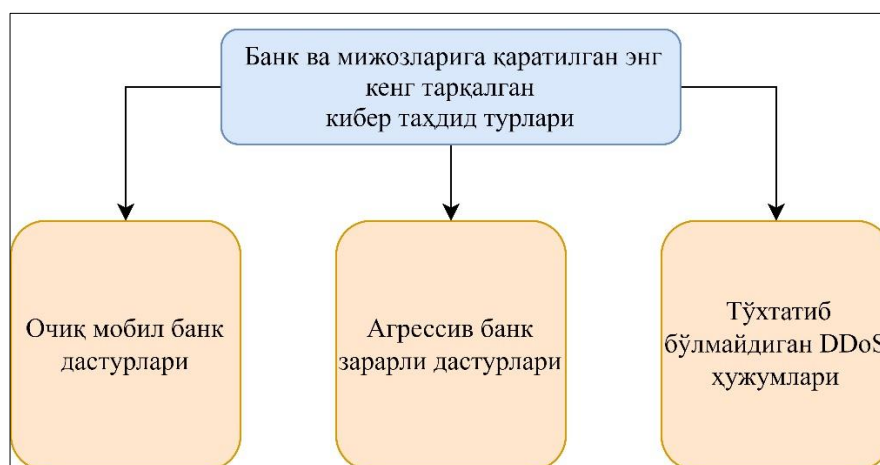 Банк ва мижозларига қаратилган энг
кенг тарқалган
кибер таҳдид турлари
Очиқ мобил банк
дастурлари
Агрессив банк
зарарли дастурлари
Тўхтатиб
бўлмайдиган DDoS
ҳужумлари